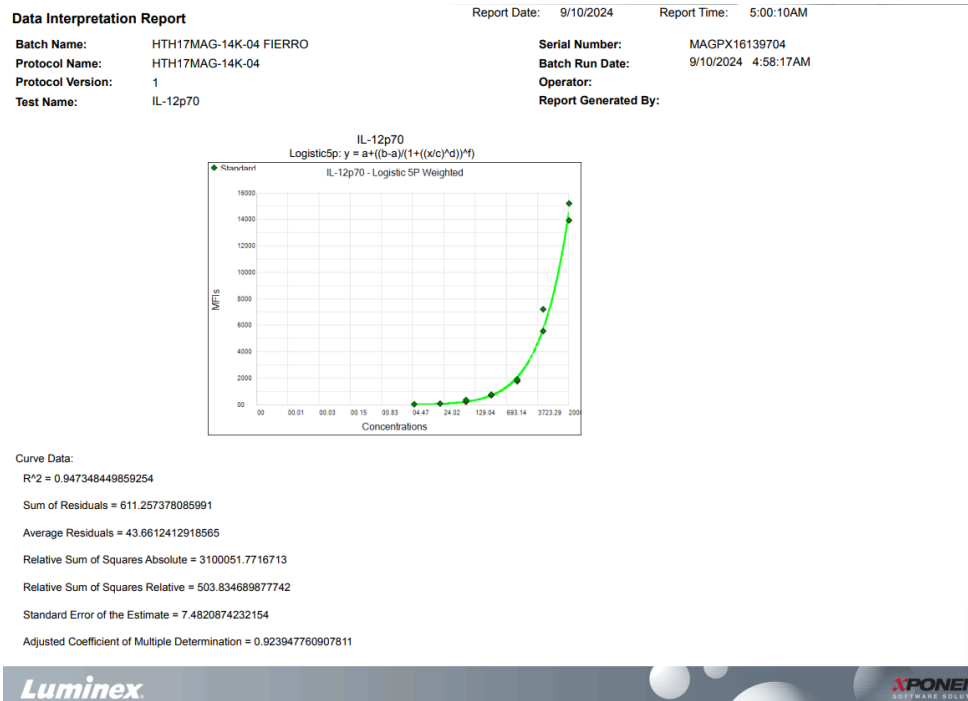 Data Interpretation Report
Report Date: 9/10/2024 Report Time: 5:00:10AM
Batch Name: HTH17MAG-14K-04 FIERRO
Serial Number: MAGPX16139704
Protocol Name: HTH17MAG-14K-04
Batch Run Date: 9/10/2024 4:58:17AM
Protocol Version: 1
Operator:
Test Name: IL-12p70
Report Generated By:
IL-12p70
Logistic5p: y = a+((b-a)/(1+((x/c)^d))^f)
Standard
IL-12p70 - Logistic 5P Weighted
16000
14000
12000
10000
8000
6000
4000
2000
00
MFIs
00 00.01 00.03 00.15 00.83 04.47 24.02 129.04 693.14 3723.29
Concentrations
Curve Data:
R^2 = 0.947348449859254
Sum of Residuals = 611.257378085991
Average Residuals = 43.6612412918565
Relative Sum of Squares Absolute = 3100051.7716713
Relative Sum of Squares Relative = 503.834689877742
Standard Error of the Estimate = 7.4820874232154
Adjusted Coefficient of Multiple Determination = 0.923947760907811
Luminex